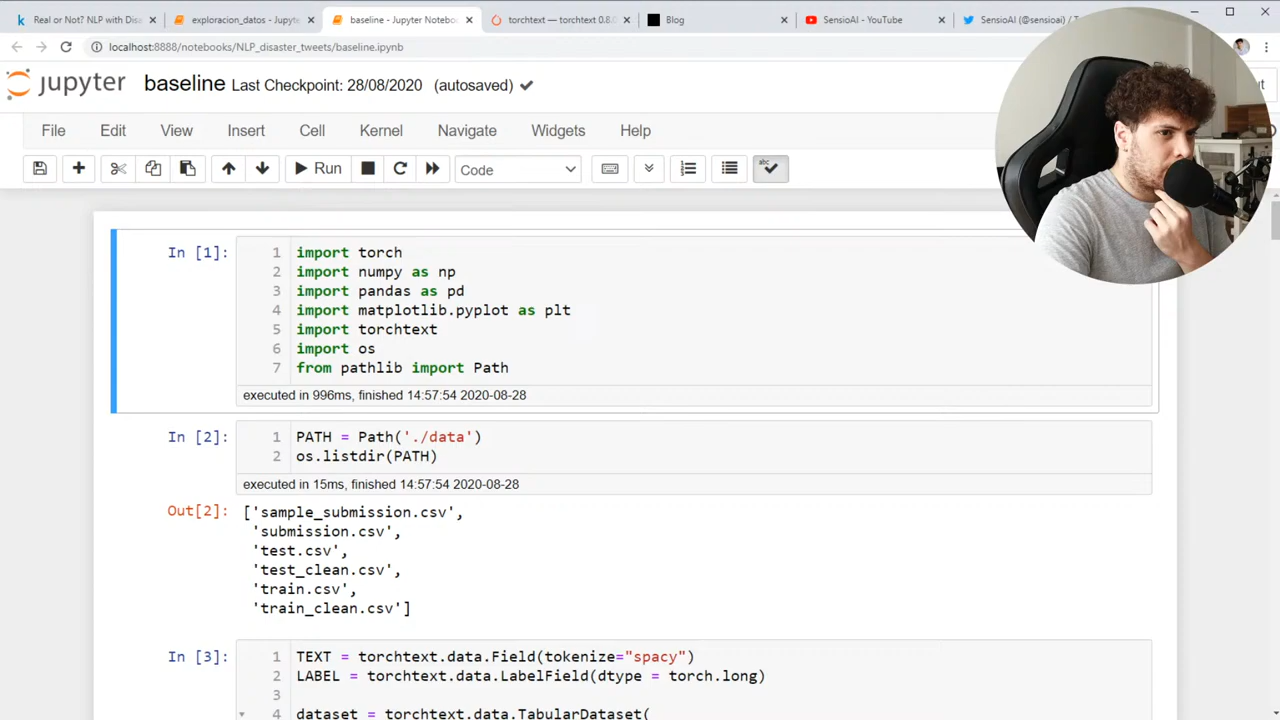 Real or Not? NLP with Disa
exploracion_datos - Jupyte
baseline - Jupyter Notebo
torchtext — torchtext 0.8
Blog
SensioAI - YouTube
SensioAI (@sensioai) / T
localhost:8888/notebooks/NLP_disaster_tweets/baseline.ipynb
jupyter baseline Last Checkpoint: 28/08/2020 (autosaved)
File Edit View Insert Cell Kernel Navigate Widgets Help
Run Code abc
In [1]:
1 import torch
2 import numpy as np
3 import pandas as pd
4 import matplotlib.pyplot as plt
5 import torchtext
6 import os
7 from pathlib import Path
executed in 996ms, finished 14:57:54 2020-08-28
In [2]:
1 PATH = Path('./data')
2 os.listdir(PATH)
executed in 15ms, finished 14:57:54 2020-08-28
Out[2]: ['sample_submission.csv',
'submission.csv',
'test.csv',
'test_clean.csv',
'train.csv',
'train_clean.csv']
In [3]:
1 TEXT = torchtext.data.Field(tokenize="spacy")
2 LABEL = torchtext.data.LabelField(dtype = torch.long)
3
4 dataset = torchtext.data.TabularDataset(